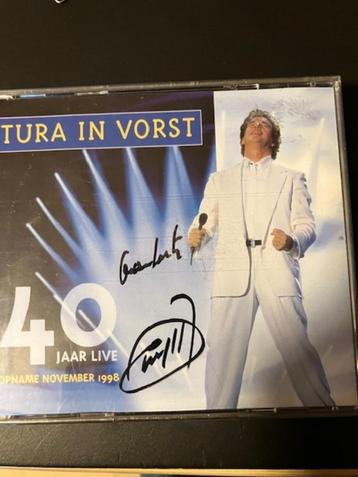 TURA IN VORST
40
JAAR LIVE
OPNAME NOVEMBER 1998